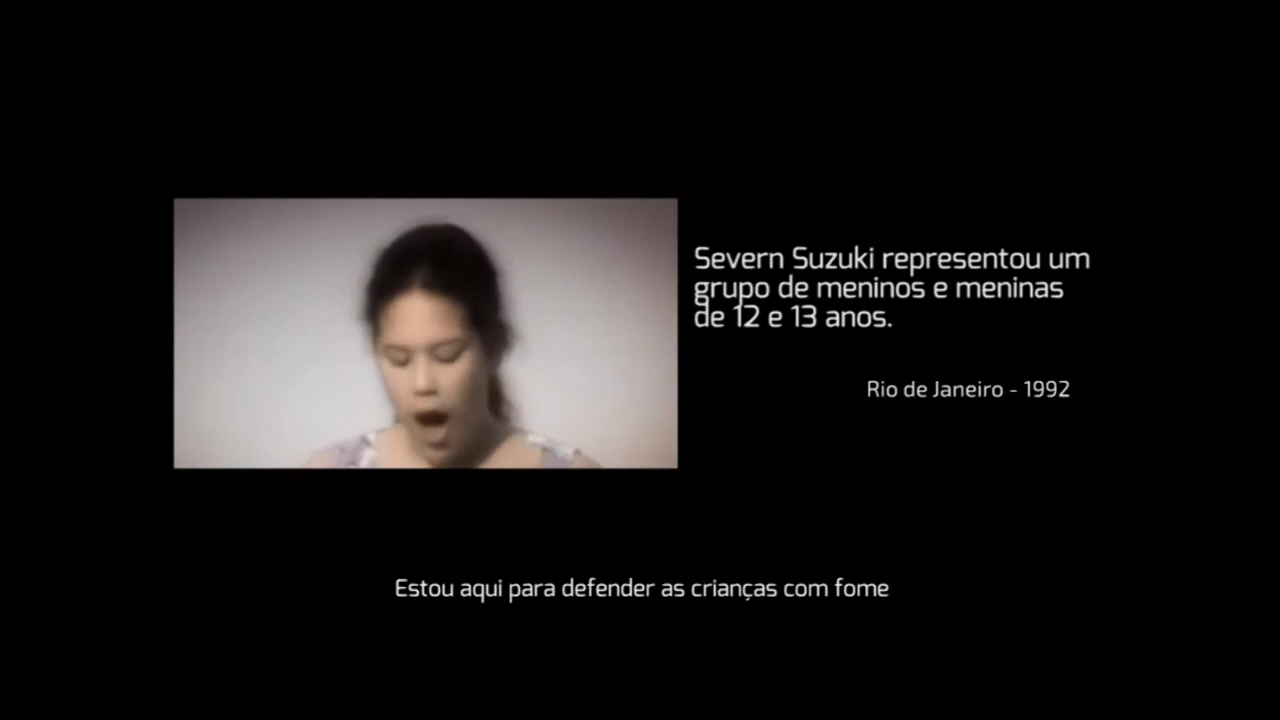 Severn Suzuki representou um
grupo de meninos e meninas
de 12 e 13 anos.
Rio de Janeiro - 1992
Estou aqui para defender as crianças com fome